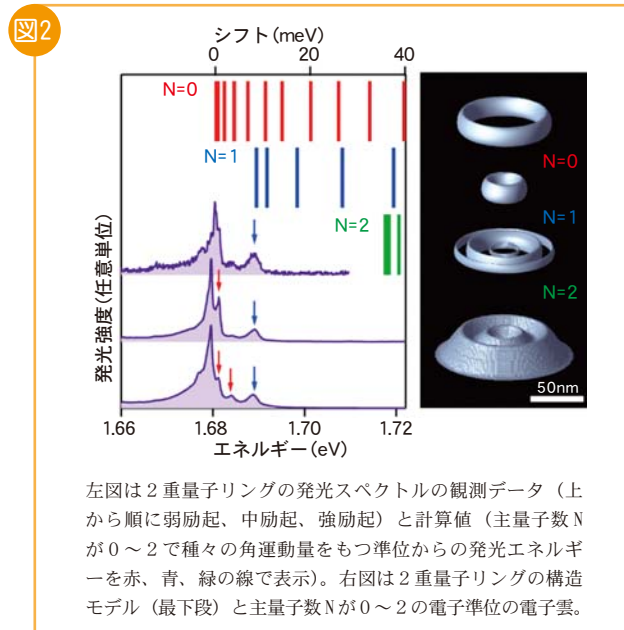 図2
シフト(meV)
0 20 40
N=0
N=1
N=2
発光強度(任意単位)
1.66 1.68 1.70 1.72
エネルギー(eV)
N=0
N=1
N=2
50nm
左図は2重量子リングの発光スペクトルの観測データ（上
から順に弱励起、中励起、強励起）と計算値（主量子数N
が0～2で種々の角運動量をもつ準位からの発光エネルギ
ーを赤、青、緑の線で表示)。右図は2重量子リングの構造
モデル（最下段）と主量子数Nが0～2の電子準位の電子雲。